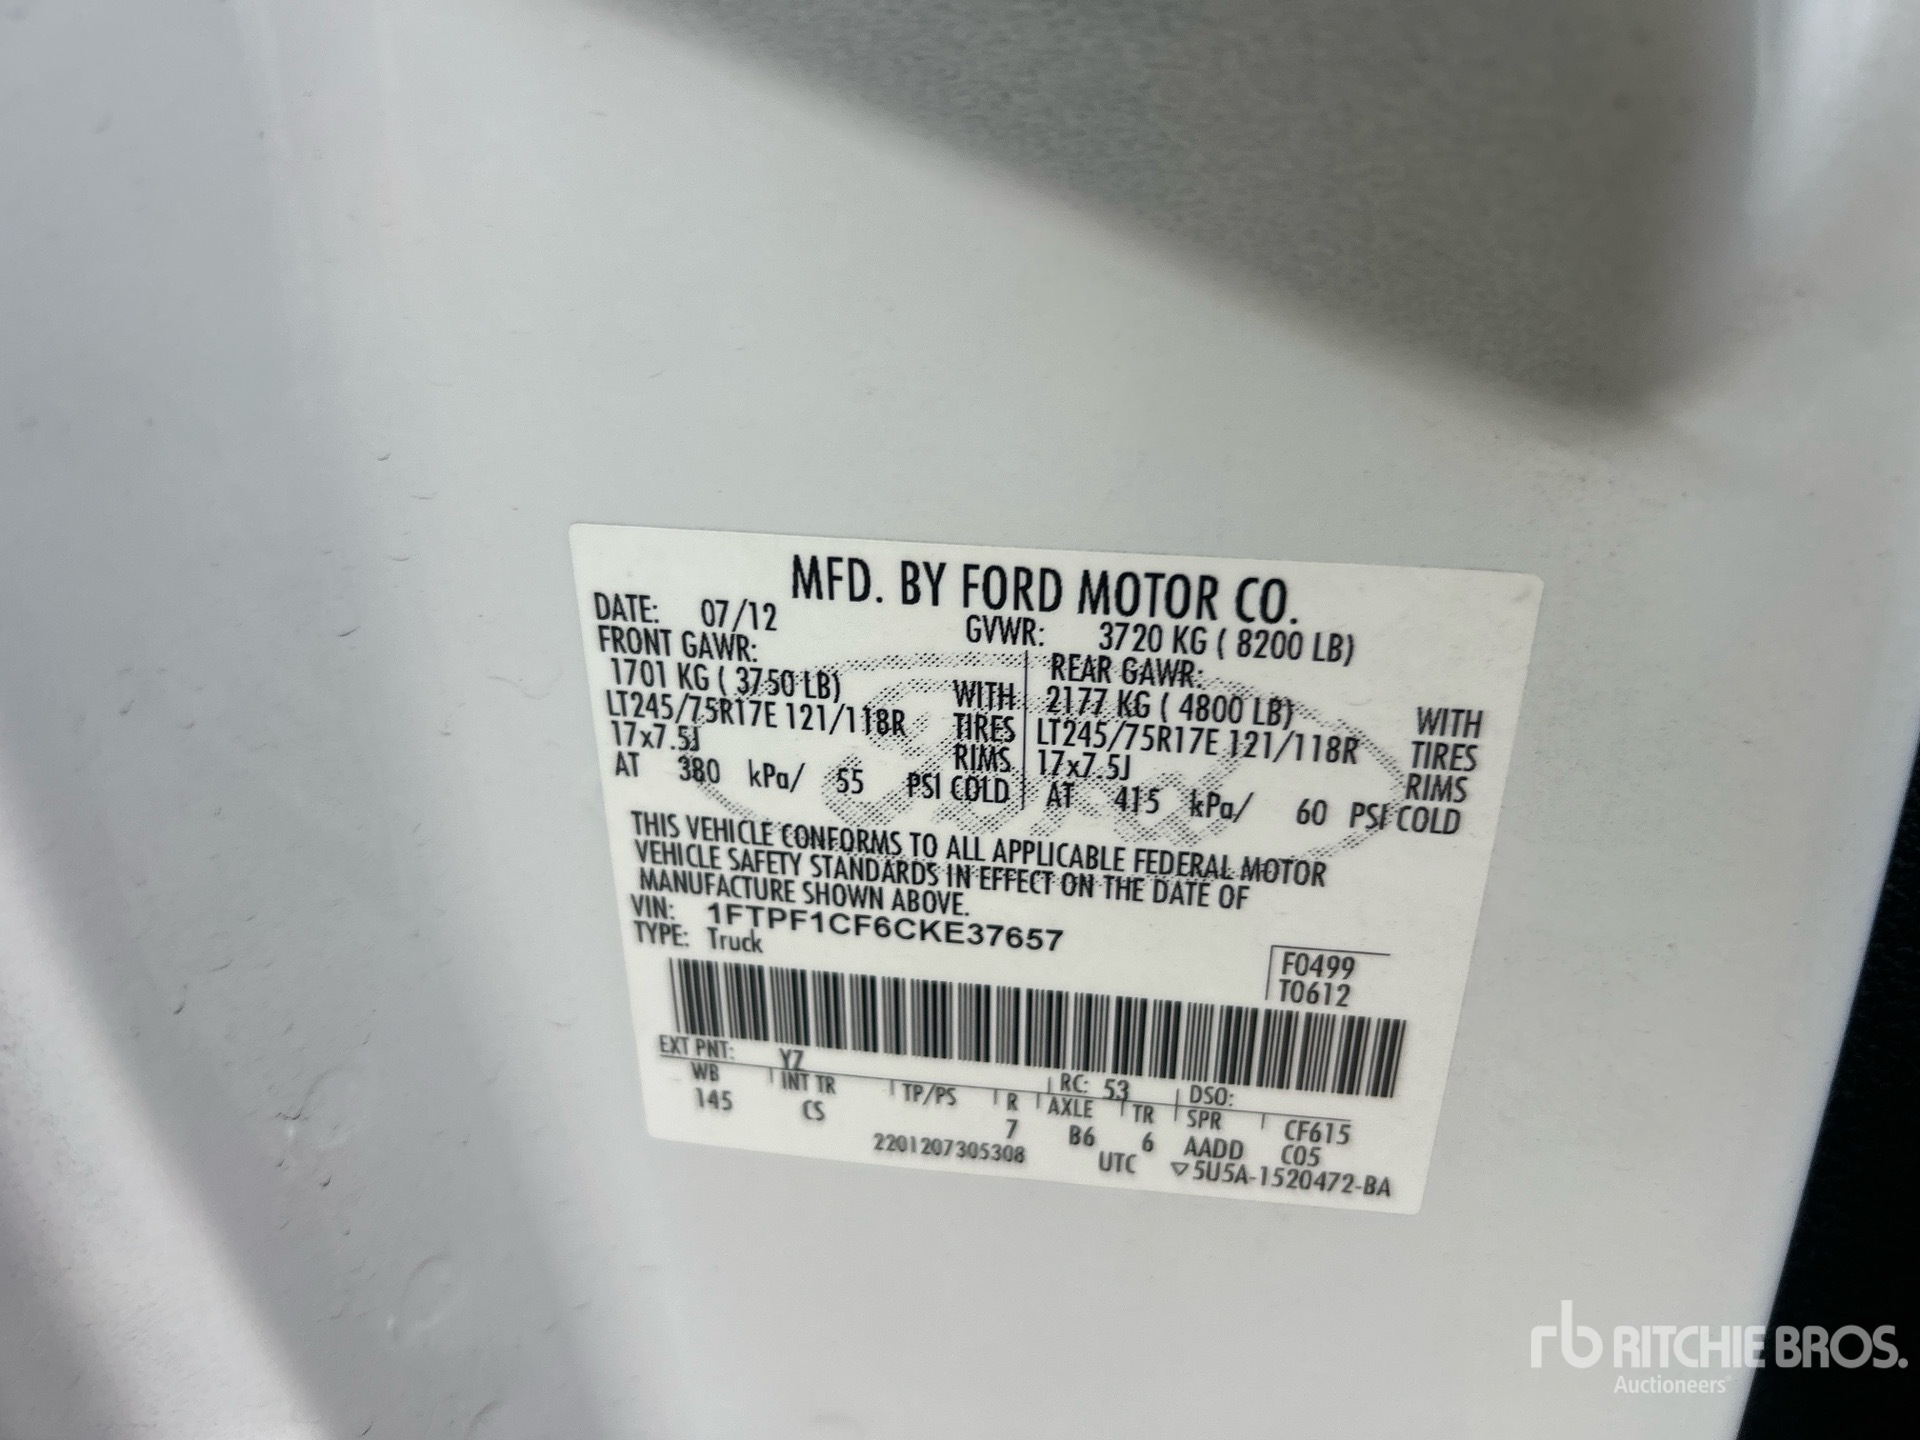 MFD. BY FORD MOTOR CO.
DATE: 07/12 GVWR: 3720 KG ( 8200 LB)
FRONT GAWR: REAR GAWR:
1701 KG ( 3750 LB) WITH 2177 KG ( 4800 LB) WITH
LT245/75R17E 121/118R TIRES LT245/75R17E 121/118R TIRES
17x7.5J RIMS 17x7.5J RIMS
AT 380 kPa/ 55 PSI COLD AT 415 kPa/ 60 PSI COLD
THIS VEHICLE CONFORMS TO ALL APPLICABLE FEDERAL MOTOR
VEHICLE SAFETY STANDARDS IN EFFECT ON THE DATE OF
MANUFACTURE SHOWN ABOVE.
VIN: 1FTPF1CF6CKE37657
TYPE: Truck
F0499
T0612
EXT PNT: YZ RC: 53 DSO:
WB INT TR TP/PS R AXLE TR SPR CF615
145 CS 7 B6 6 AADD C05
2201207305308 UTC ▽5U5A-1520472-BA
rb RITCHIE BROS.
Auctioneers